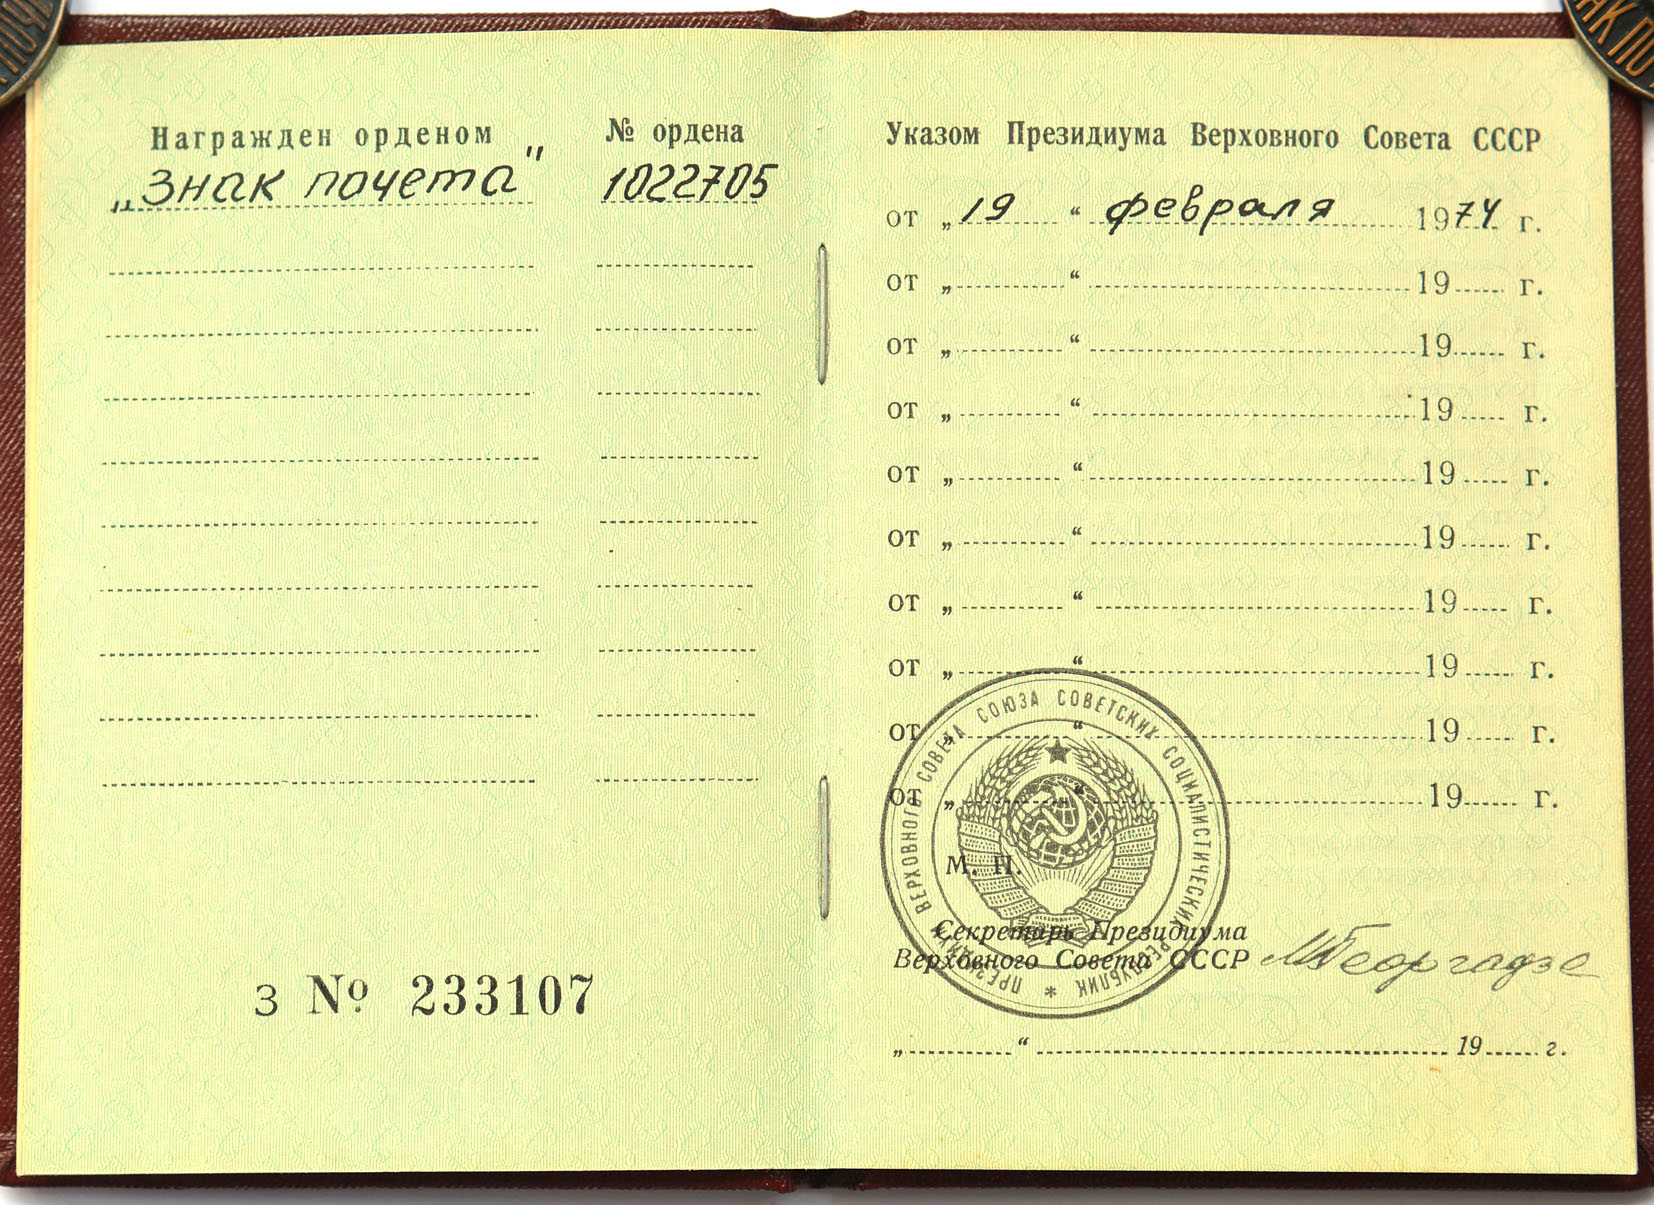 Награжден орденом
„Знак почета"
№ ордена
1022705
З № 233107
Указом Президиума Верховного Совета СССР
от „19“ февраля 1974 г.
от „ “ 19 г.
от „ “ 19 г.
от „ “ 19 г.
от „ “ 19 г.
от „ “ 19 г.
от „ “ 19 г.
от „ “ 19 г.
от „ “ 19 г.
от „ “ 19 г.
М. П.
ПРЕЗИДИУМ ВЕРХОВНОГО СОВЕТА СОЮЗА СОВЕТСКИХ СОЦИАЛИСТИЧЕСКИХ РЕСПУБЛИК *
Секретарь Президиума
Верховного Совета СССР
МГеоргадзе
„ “ 19 г.